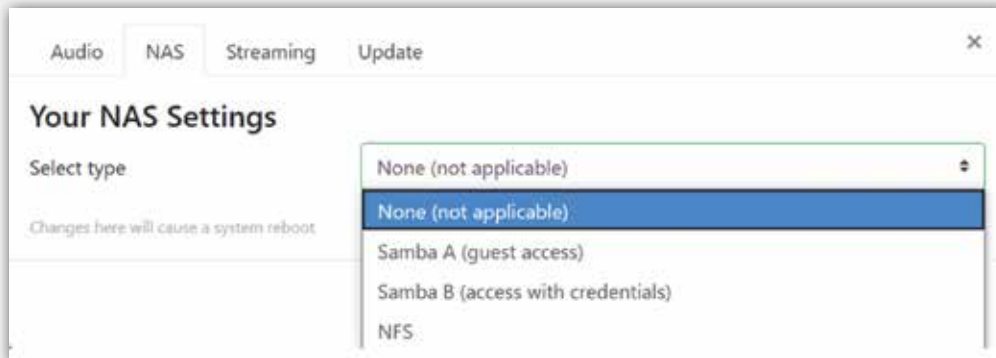 Audio NAS Streaming Update ×
Your NAS Settings
Select type None (not applicable)
None (not applicable)
Changes here will cause a system reboot
Samba A (guest access)
Samba B (access with credentials)
NFS